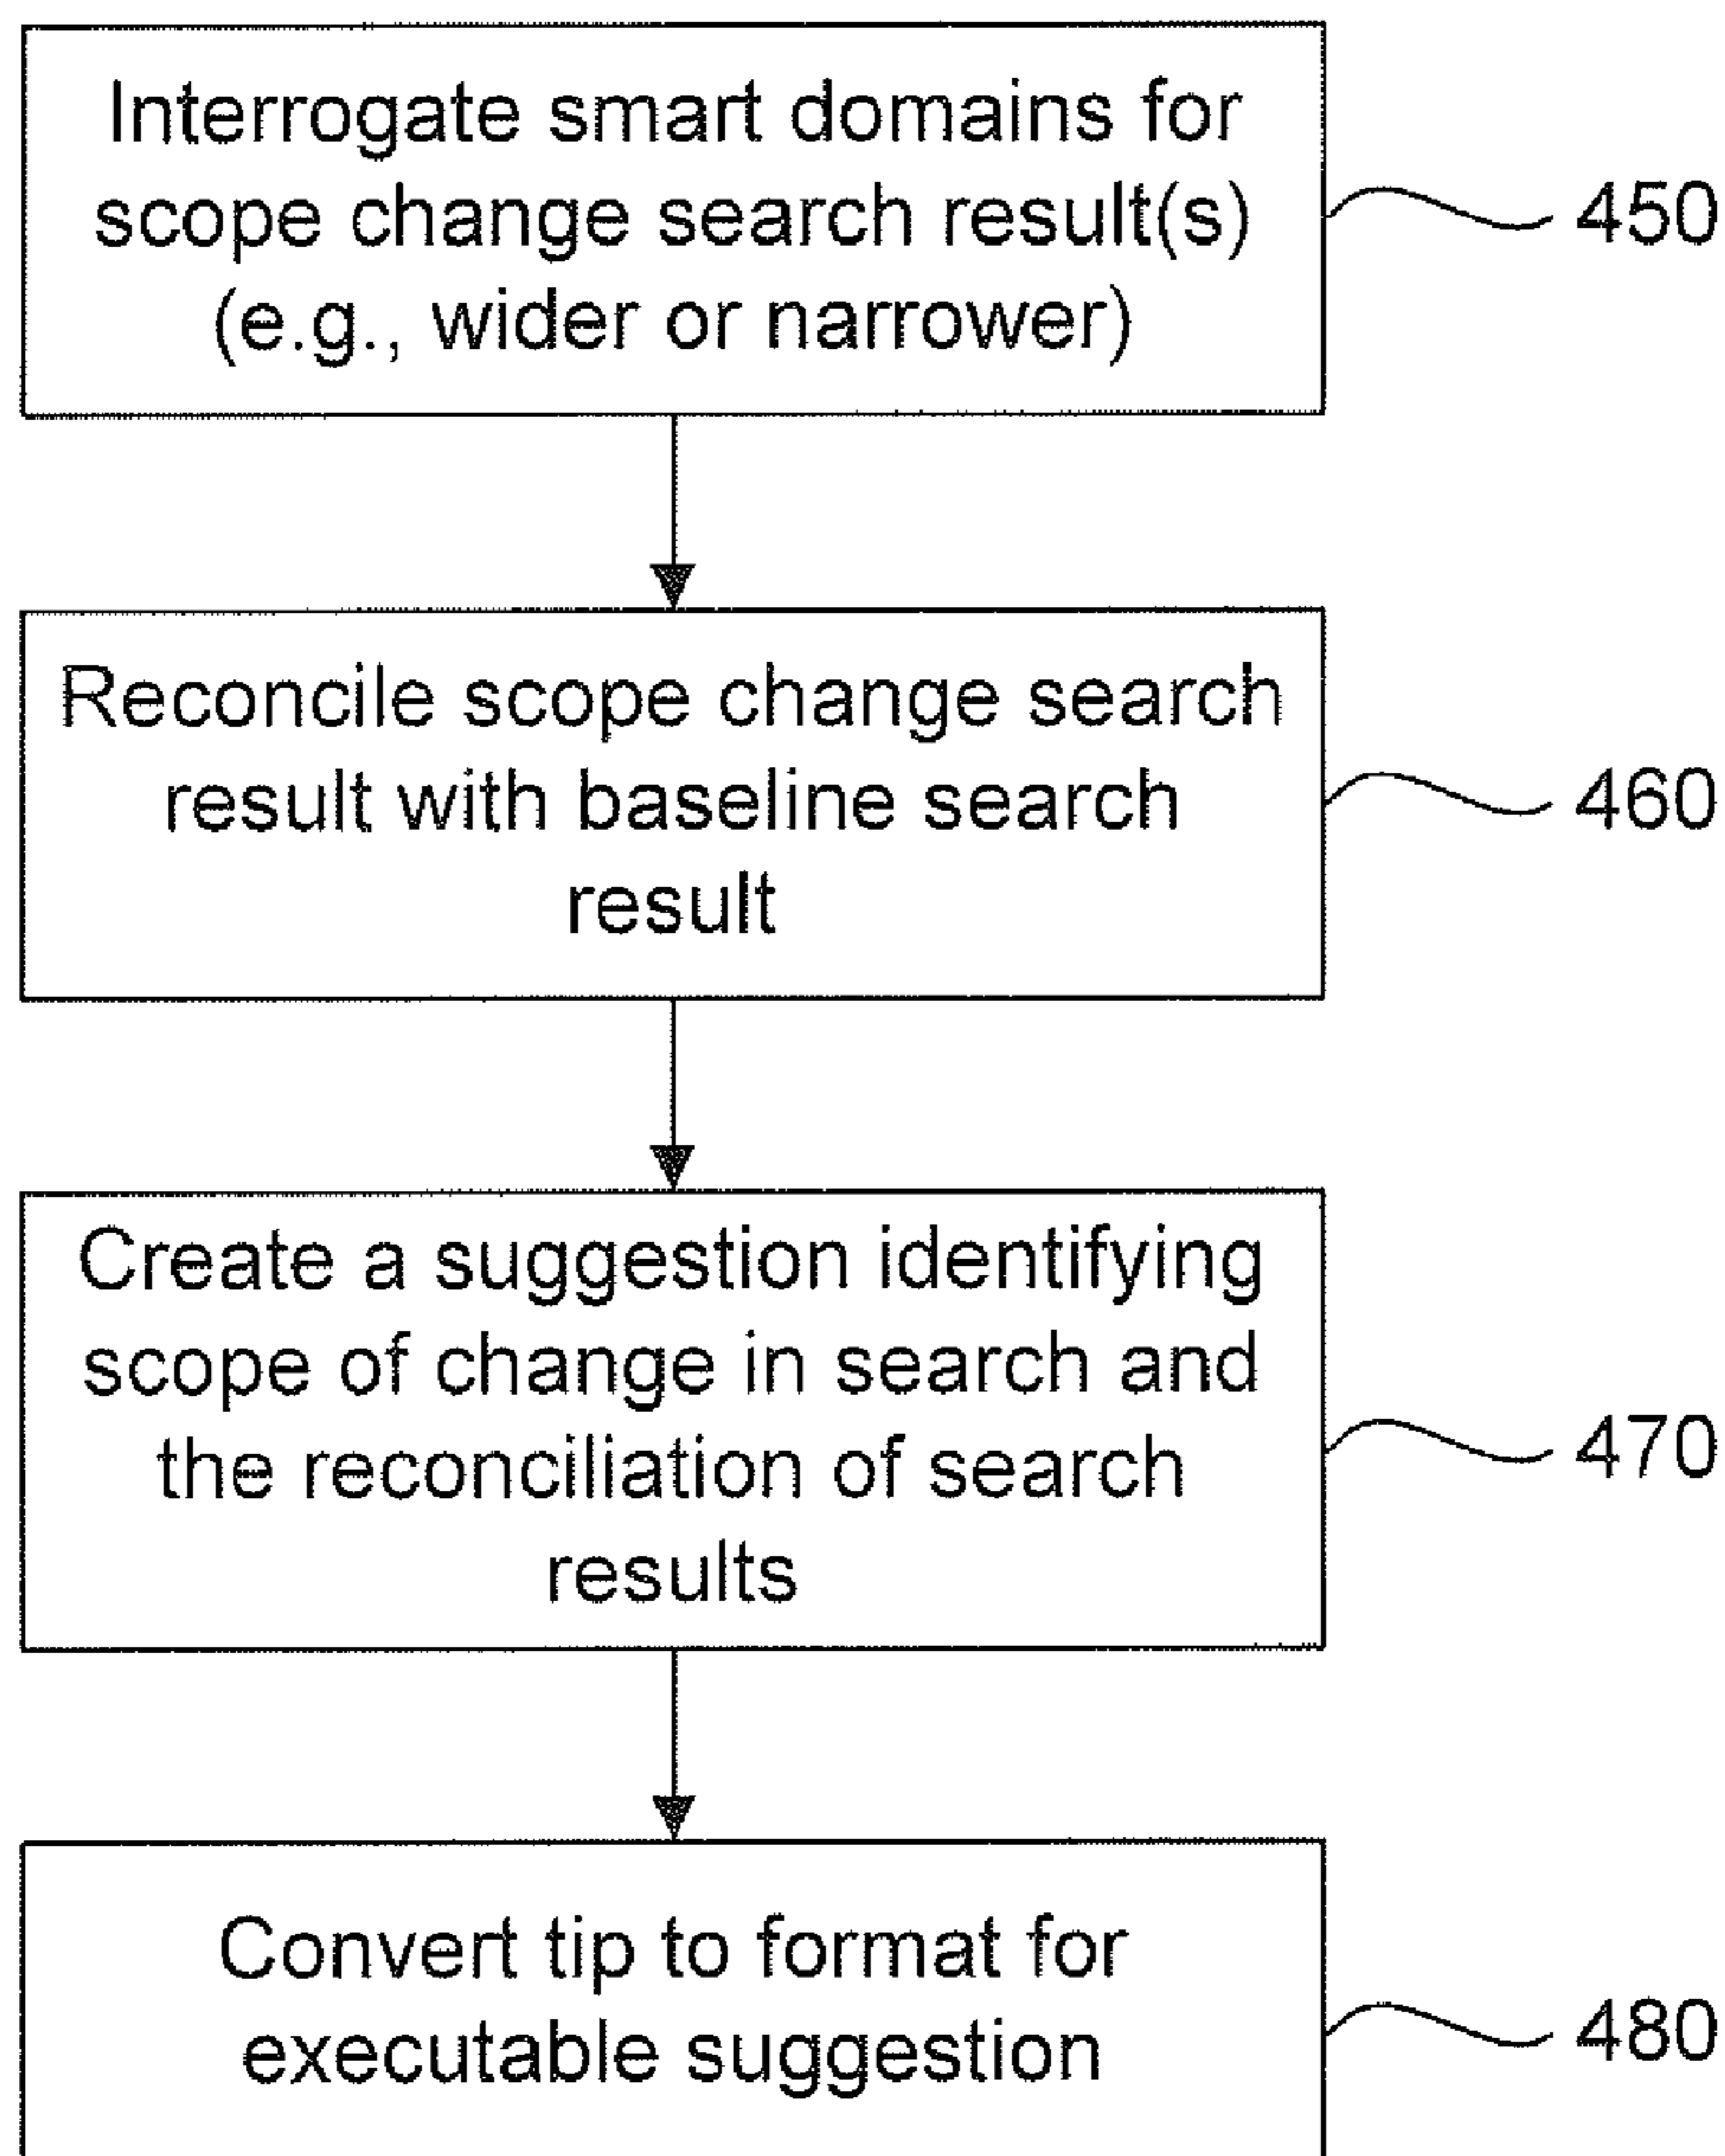 Interrogate smart domains for
scope change search result(s)
(e.g., wider or narrower)
450
Reconcile scope change search
result with baseline search
result
460
Create a suggestion identifying
scope of change in search and
the reconciliation of search
results
470
Convert tip to format for
executable suggestion
480